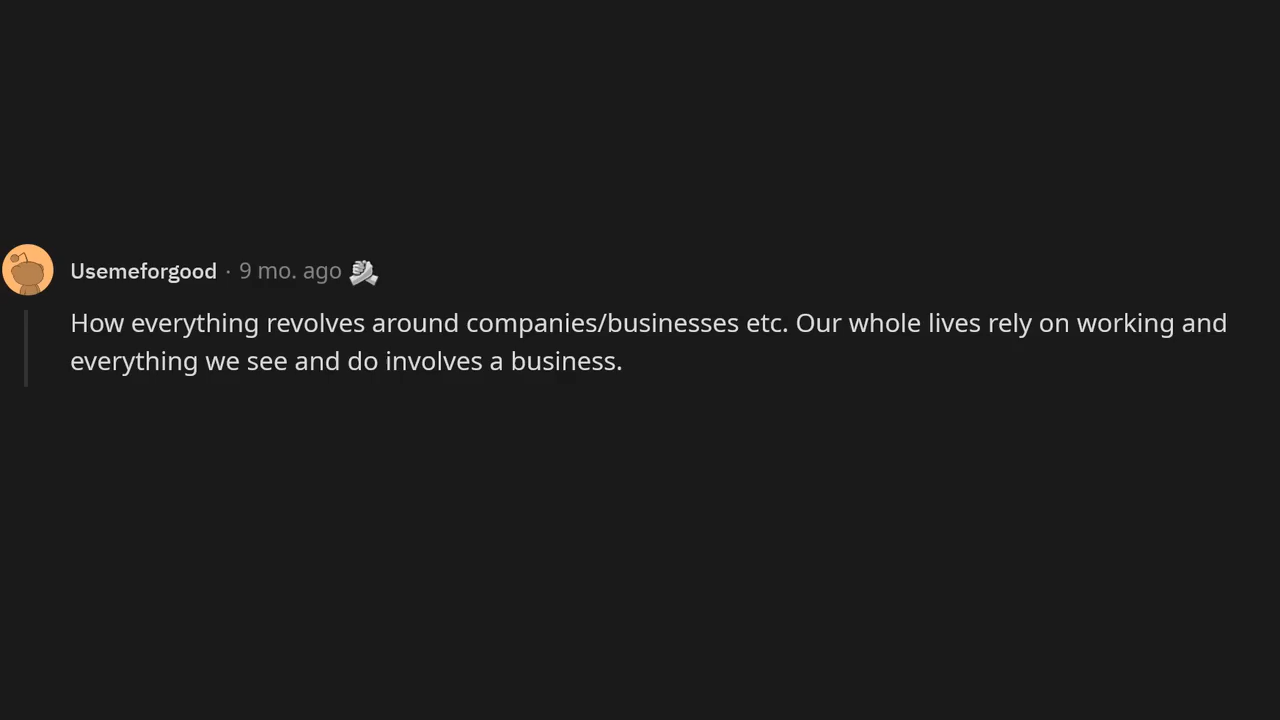 Usemeforgood · 9 mo. ago
How everything revolves around companies/businesses etc. Our whole lives rely on working and
everything we see and do involves a business.